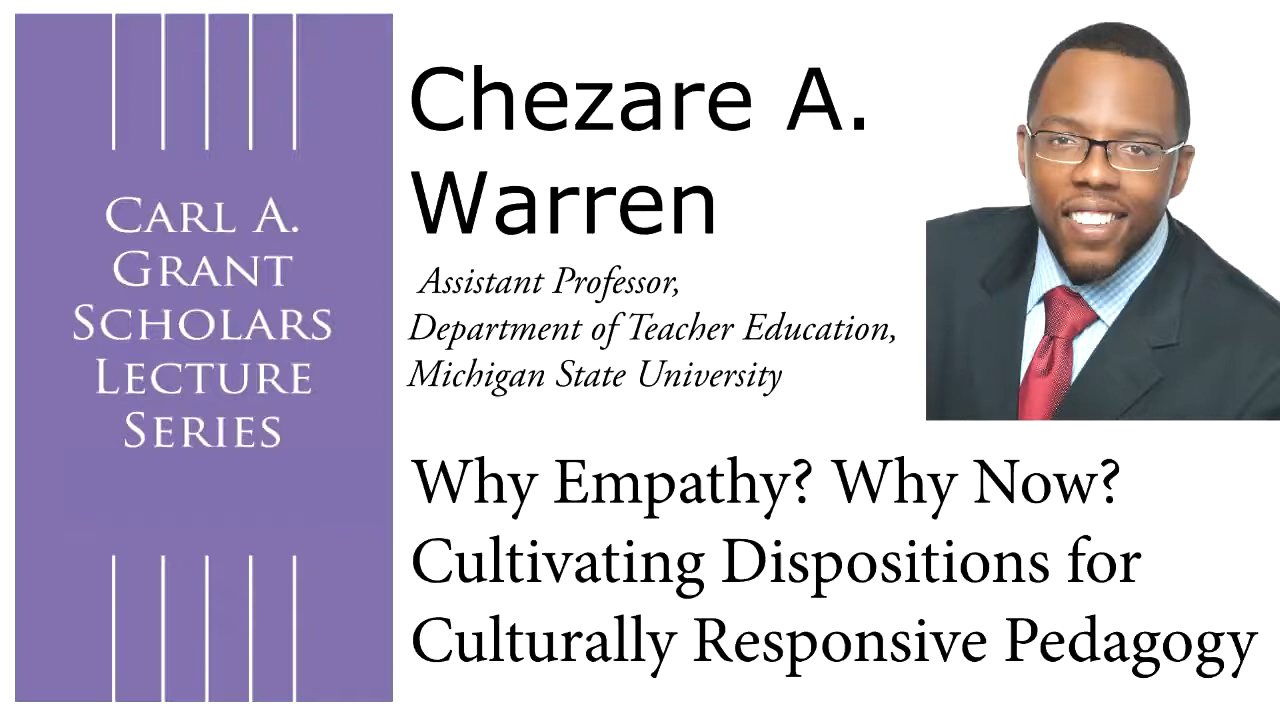 CARL A.
GRANT
SCHOLARS
LECTURE
SERIES
Chezare A.
Warren
Assistant Professor,
Department of Teacher Education,
Michigan State University
Why Empathy? Why Now?
Cultivating Dispositions for
Culturally Responsive Pedagogy